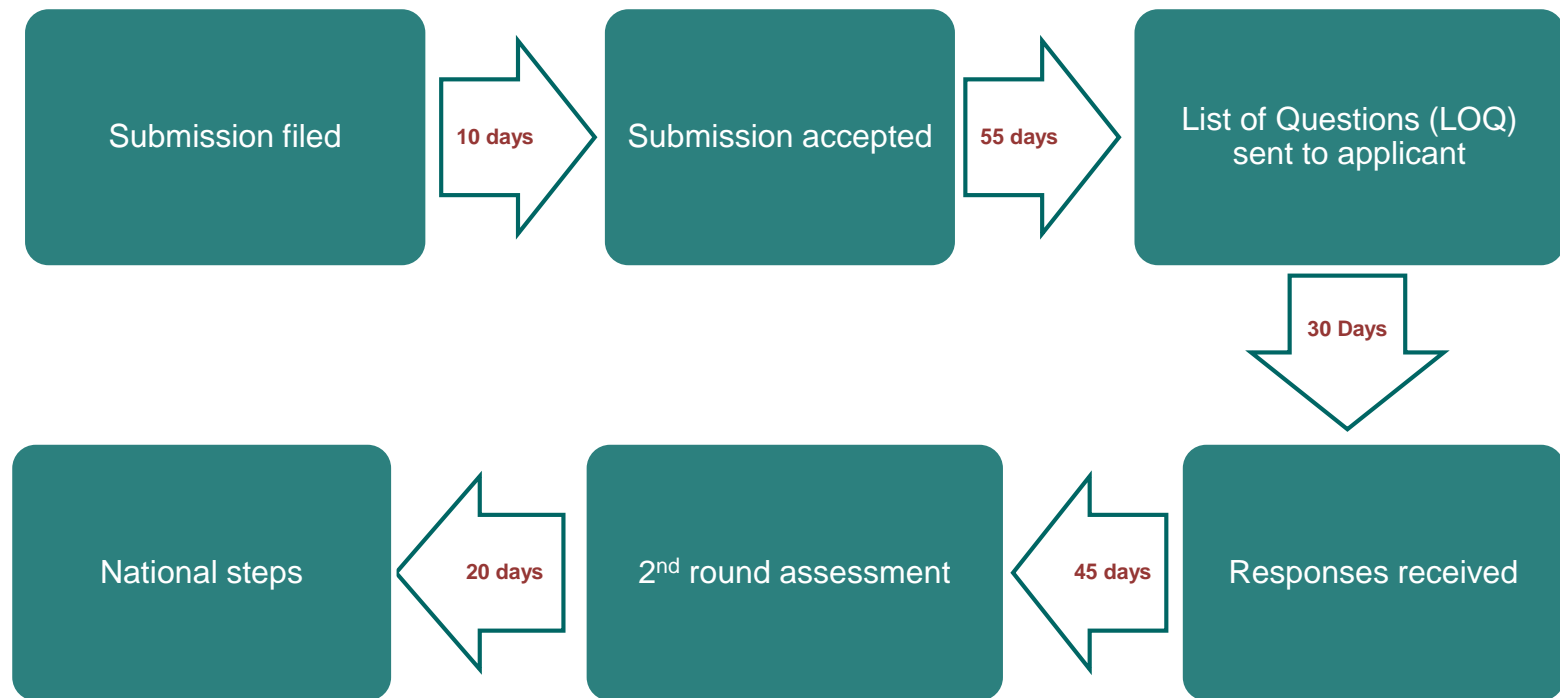 Submission filed
10 days
Submission accepted
55 days
List of Questions (LOQ)
sent to applicant
30 Days
Responses received
45 days
2nd round assessment
20 days
National steps